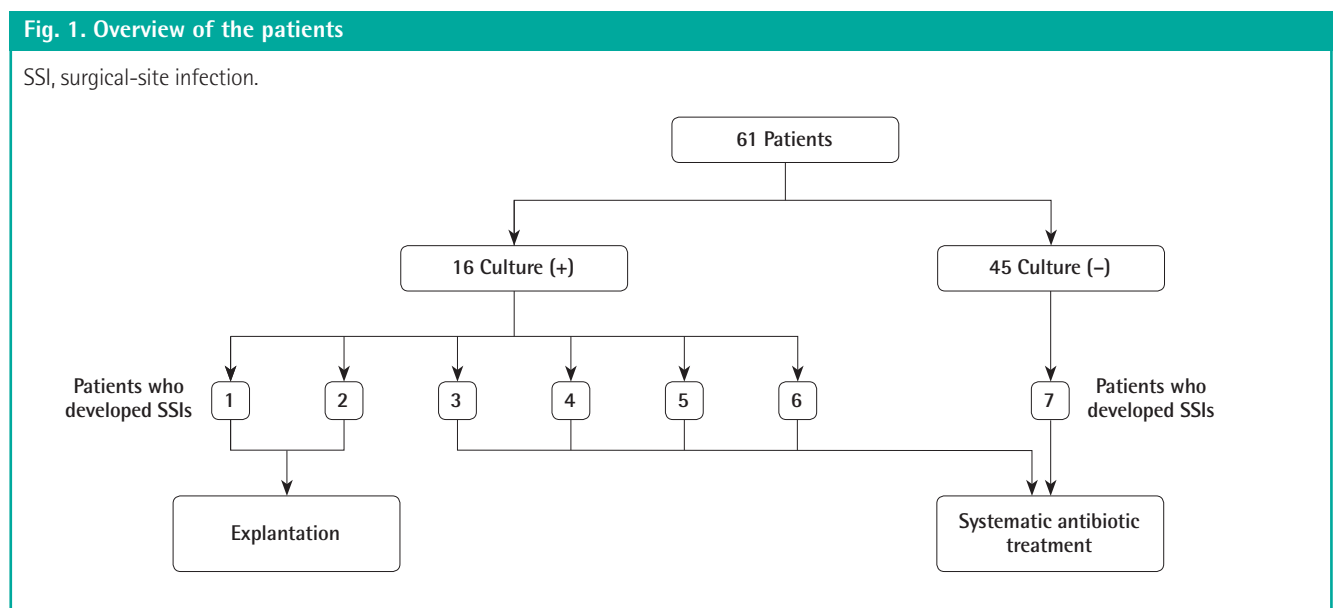 Fig. 1. Overview of the patients
SSI, surgical-site infection.
61 Patients
16 Culture (+)
45 Culture (−)
Patients who
developed SSIs
1
2
3
4
5
6
7
Patients who
developed SSIs
Explantation
Systematic antibiotic
treatment